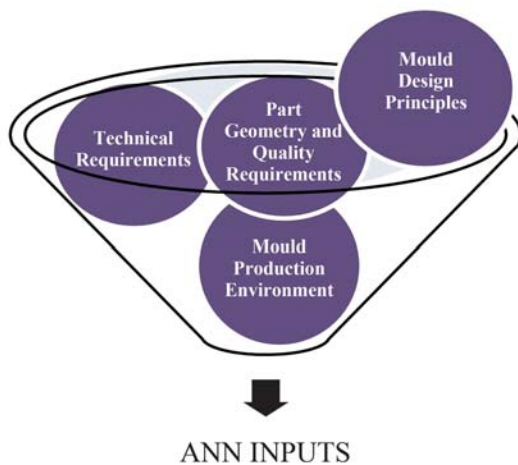 Mould
Design
Principles
Technical
Requirements
Part
Geometry and
Quality
Requirements
Mould
Production
Environment
ANN INPUTS